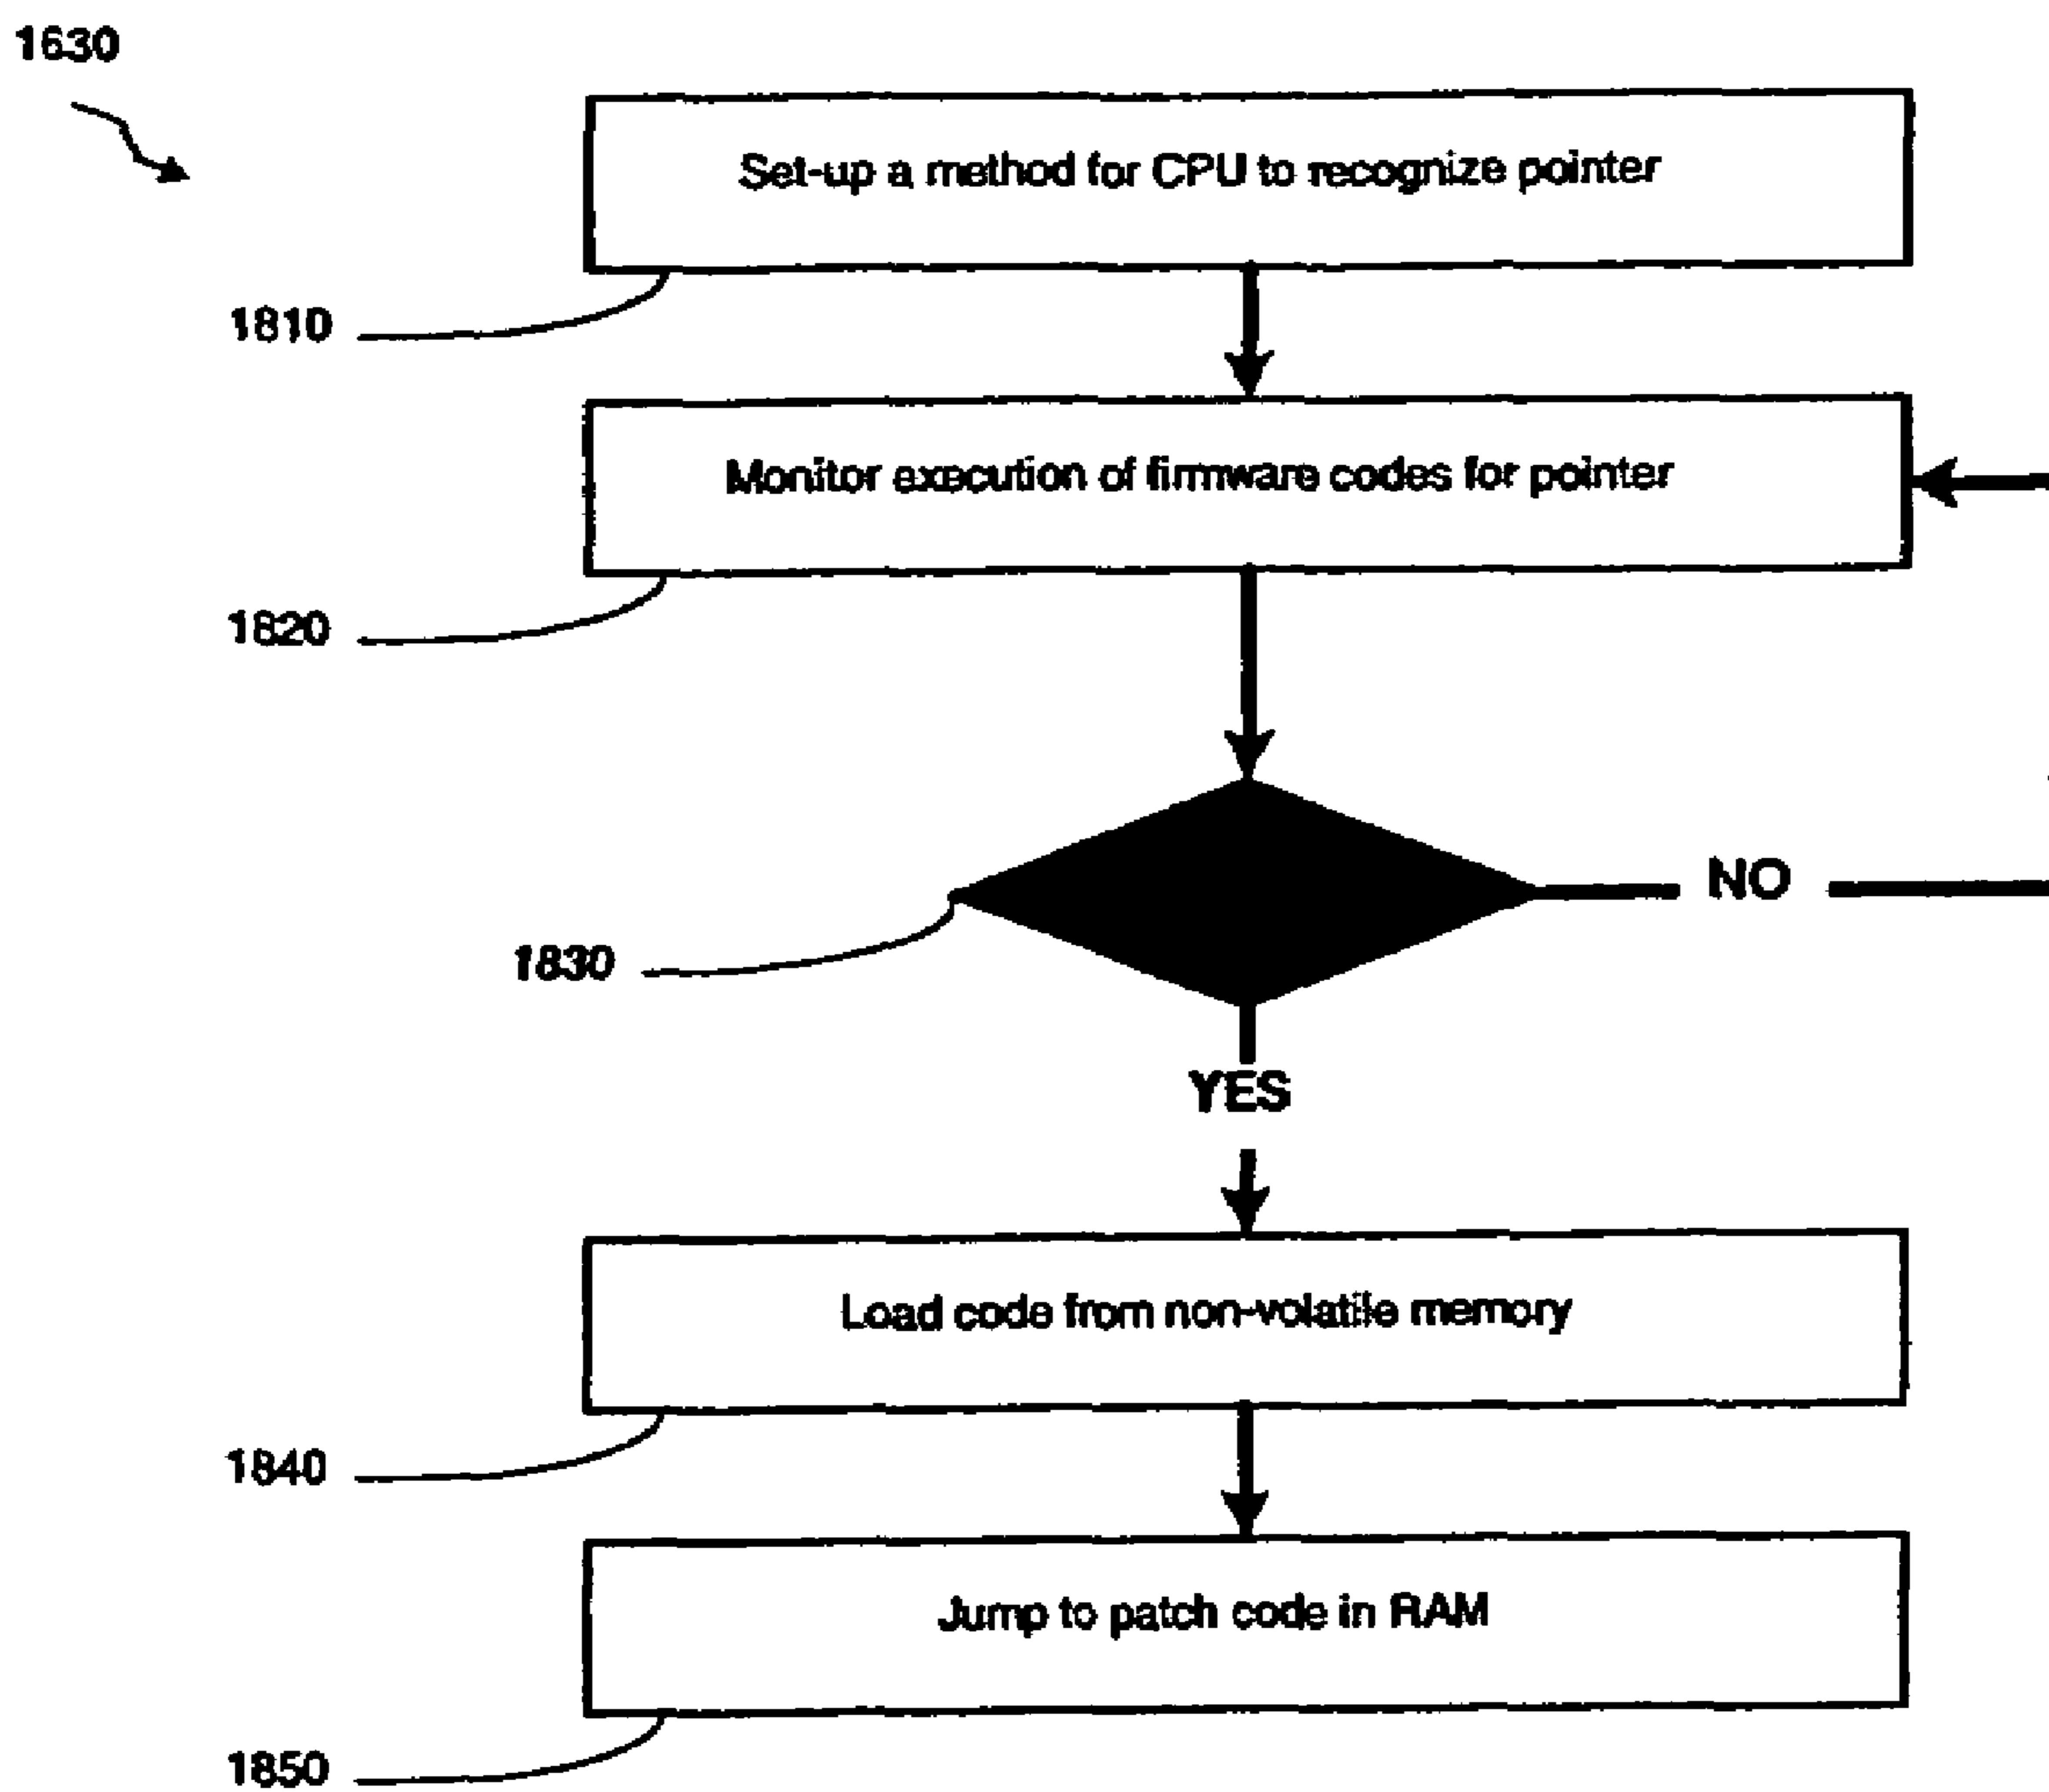 1630
Set-up a method for CPU to recognize pointer
1810
Monitor execution of firmware codes for pointer
1820
NO
1830
YES
Load code from non-volatile memory
1840
Jump to patch code in RAM
1850